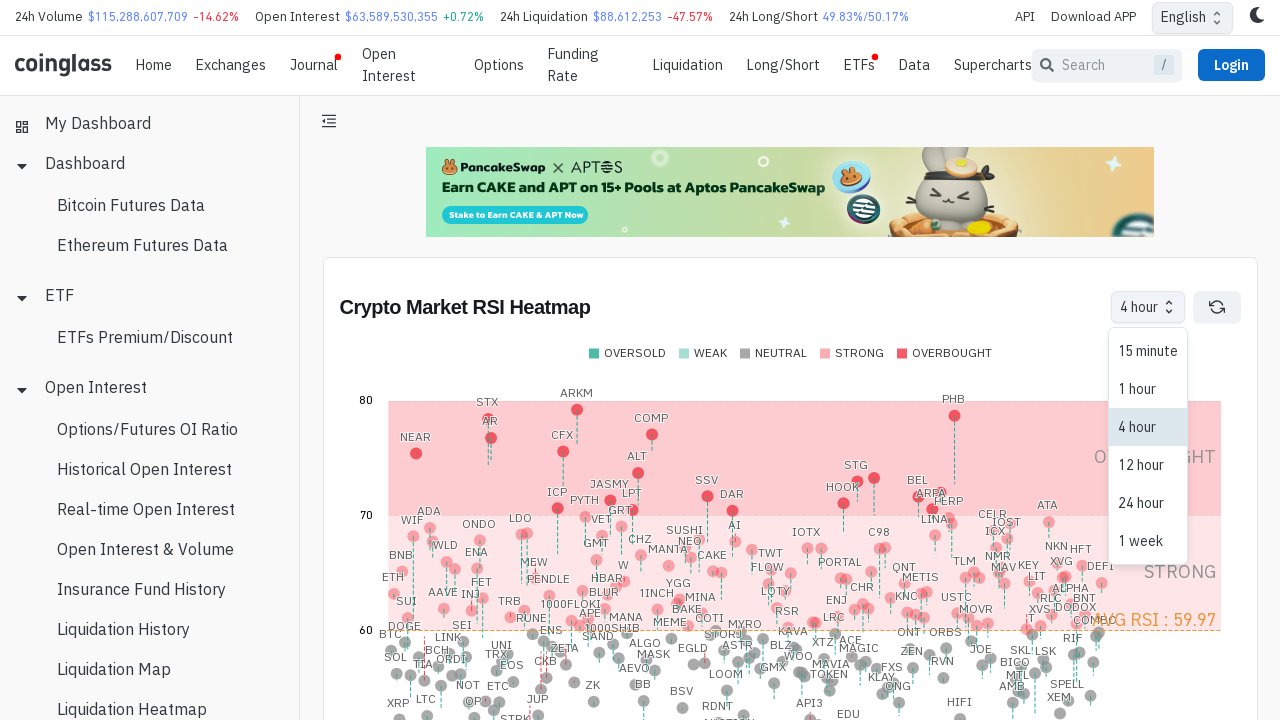 24h Volume $115,288,607,709 -14.62% Open Interest $63,589,530,355 +0.72% 24h Liquidation $88,612,253 -47.57% 24h Long/Short 49.83%/50.17% API Download APP English
coinglass Home Exchanges Journal Open Interest Options Funding Rate Liquidation Long/Short ETFs Data Supercharts Search / Login
My Dashboard
Dashboard
Bitcoin Futures Data
Ethereum Futures Data
ETF
ETFs Premium/Discount
Open Interest
Options/Futures OI Ratio
Historical Open Interest
Real-time Open Interest
Open Interest & Volume
Insurance Fund History
Liquidation History
Liquidation Map
Liquidation Heatmap
PancakeSwap × APTOS
Earn CAKE and APT on 15+ Pools at Aptos PancakeSwap
Stake to Earn CAKE & APT Now
Crypto Market RSI Heatmap
4 hour
15 minute
1 hour
4 hour
12 hour
24 hour
1 week
OVERSOLD WEAK NEUTRAL STRONG OVERBOUGHT
80
70
60
STRONG
AVG RSI : 59.97
ARKM
STX
PHB
AR
COMP
NEAR
CFX
ALT
STG
SSV
BEL
JASMY
HOOK
ICP
LPT
DAR
ARPA
PYTH
PERP
ATA
ADA
GRT
CELR
WIF
LDO
VET
LINA
IOST
ONDO
AI
SUSHI
IOTX
C98
ICX
CHZ
NEO
GMT
WLD
MANTA
NKN
HFT
ENA
CAKE
TWT
NMR
BNB
MEW
PORTAL
TLM
XVG
W
FLOW
QNT
MAV
KEY
DEFI
ETH
PENDLE
HBAR
METIS
LIT
FET
YGG
CHR
ALPHA
AAVE
INJ
BLUR
LOTY
SUI
TRB
1000FLOKI
1INCH
MINA
ENJ
KNC
USTC
RLC
BNT
APE
BAKE
RSR
MOVR
XVS
DODOX
RUNE
MANA
COTI
LRC
T
COMBO
DOGE
SEI
1000SHIB
MEME
MYRO
BTC
LINK
ENS
SAND
STORJ
KAVA
ONT
ORBS
RIF
UNI
ALGO
ASTR
BLZ
XTZ
ACE
BCH
ZETA
EGLD
MAGIC
ZEN
JOE
SKL
LSK
SOL
TIA
ORDI
TRX
EOS
CKB
MASK
WOO
AEVO
GMX
MAVIA
FXS
RVN
BICO
LOOM
TOKEN
KLAY
MTL
NOT
ETC
ZK
BB
ONG
AMB
SPELL
XRP
LTC
OP
JUP
BSV
RDNT
API3
HIFI
XEM
STRK
EDU